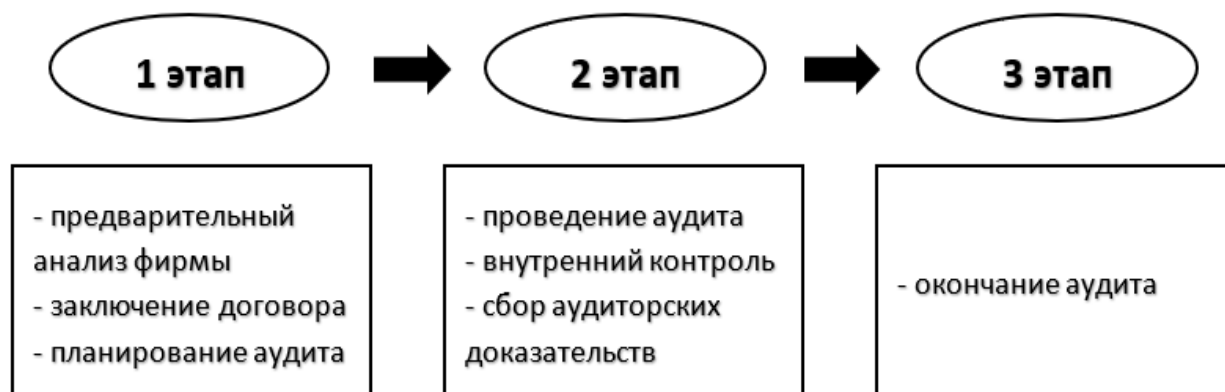 1 этап
2 этап
3 этап
- предварительный
анализ фирмы
- заключение договора
- планирование аудита
- проведение аудита
- внутренний контроль
- сбор аудиторских
доказательств
- окончание аудита